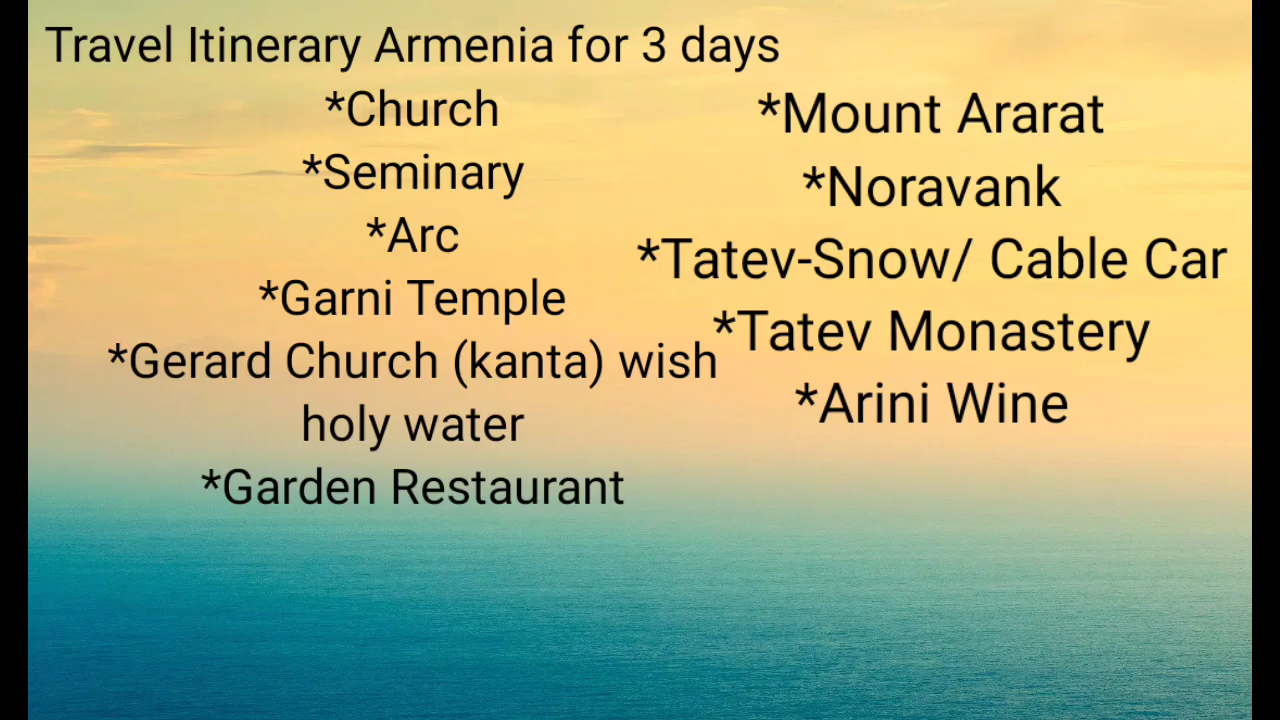 Travel Itinerary Armenia for 3 days
*Church
*Seminary
*Arc
*Garni Temple
*Gerard Church (kanta) wish
holy water
*Garden Restaurant
*Mount Ararat
*Noravank
*Tatev-Snow/ Cable Car
*Tatev Monastery
*Arini Wine